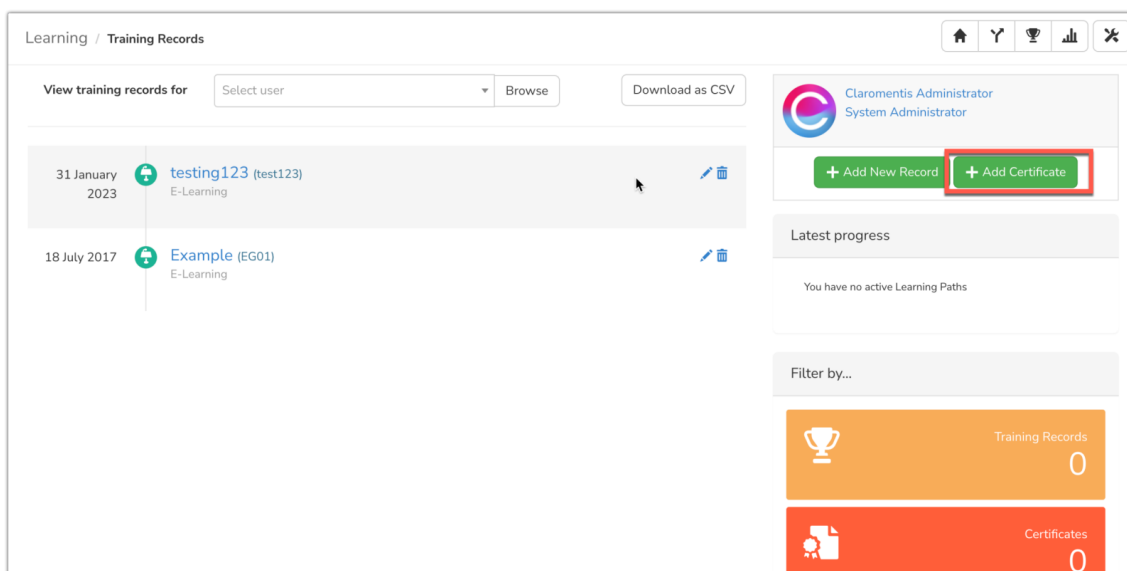 Learning / Training Records
View training records for
Select user
Browse
Download as CSV
31 January
2023
testing123 (test123)
E-Learning
18 July 2017
Example (EG01)
E-Learning
Claromentis Administrator
System Administrator
+ Add New Record
+ Add Certificate
Latest progress
You have no active Learning Paths
Filter by...
Training Records
0
Certificates
0